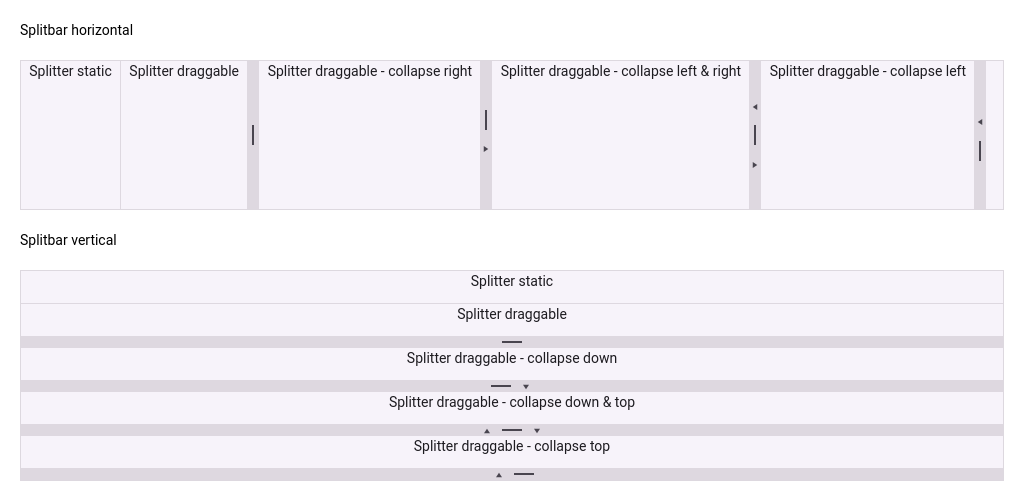 Splitbar horizontal
Splitter static
Splitter draggable
Splitter draggable - collapse right
Splitter draggable - collapse left & right
Splitter draggable - collapse left
Splitbar vertical
Splitter static
Splitter draggable
Splitter draggable - collapse down
Splitter draggable - collapse down & top
Splitter draggable - collapse top